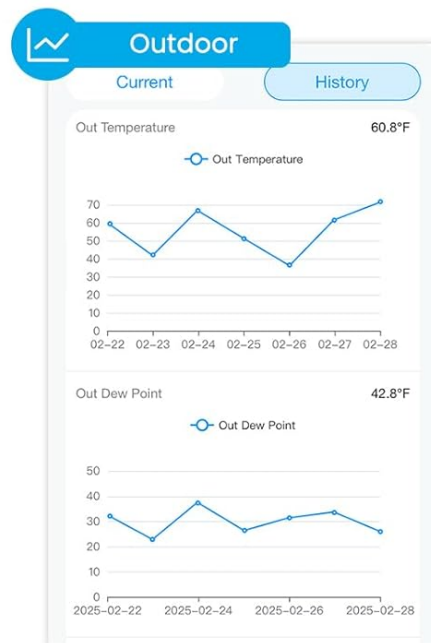 Outdoor
Current History
Out Temperature 60.8°F
Out Temperature
70
60
50
40
30
20
10
0
02-22 02-23 02-24 02-25 02-26 02-27 02-28
Out Dew Point 42.8°F
Out Dew Point
50
40
30
20
10
0
2025-02-22 2025-02-24 2025-02-26 2025-02-28